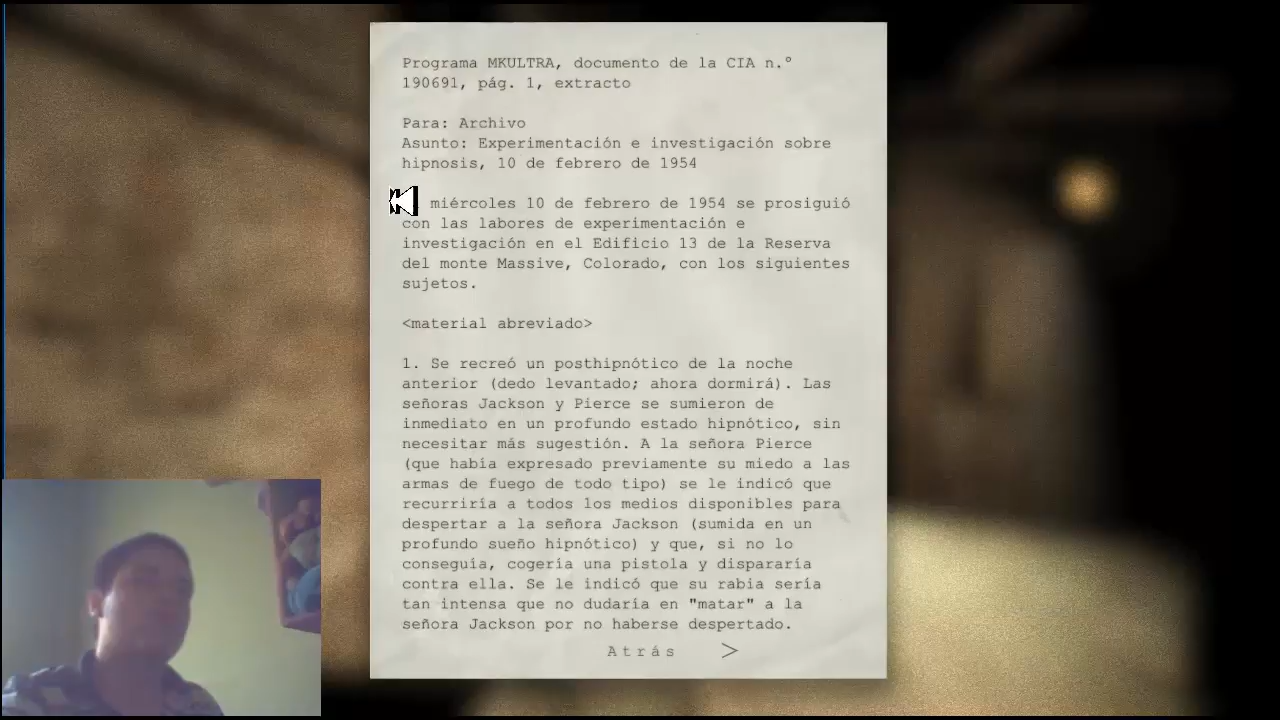 Programa MKULTRA, documento de la CIA n.º
190691, pág. 1, extracto
Para: Archivo
Asunto: Experimentación e investigación sobre
hipnosis, 10 de febrero de 1954
miércoles 10 de febrero de 1954 se prosiguió
con las labores de experimentación e
investigación en el Edificio 13 de la Reserva
del monte Massive, Colorado, con los siguientes
sujetos.
<material abreviado>
1. Se recreó un posthipnótico de la noche
anterior (dedo levantado; ahora dormirá). Las
señoras Jackson y Pierce se sumieron de
inmediato en un profundo estado hipnótico, sin
necesitar más sugestión. A la señora Pierce
(que había expresado previamente su miedo a las
armas de fuego de todo tipo) se le indicó que
recurriría a todos los medios disponibles para
despertar a la señora Jackson (sumida en un
profundo sueño hipnótico) y que, si no lo
conseguía, cogería una pistola y dispararía
contra ella. Se le indicó que su rabia sería
tan intensa que no dudaría en "matar" a la
señora Jackson por no haberse despertado.
Atrás >